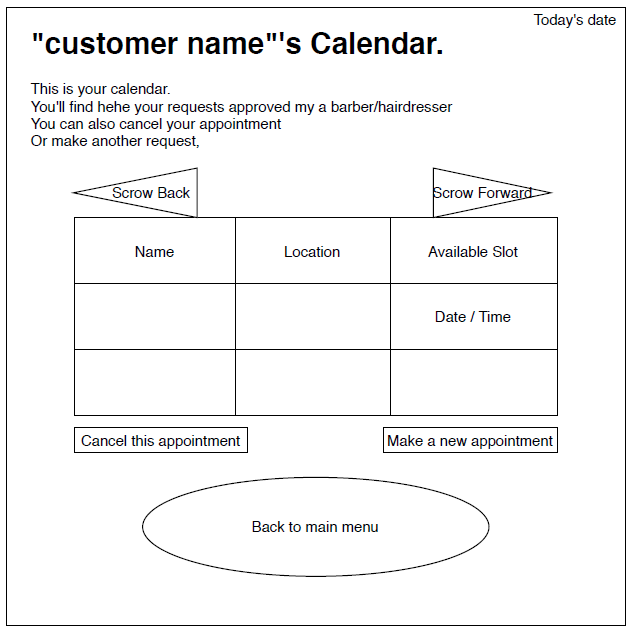 Today's date
"customer name"'s Calendar.
This is your calendar.
You'll find hehe your requests approved my a barber/hairdresser
You can also cancel your appointment
Or make another request,
Scrow Back
Scrow Forward
Name
Location
Available Slot
Date / Time
Cancel this appointment
Make a new appointment
Back to main menu